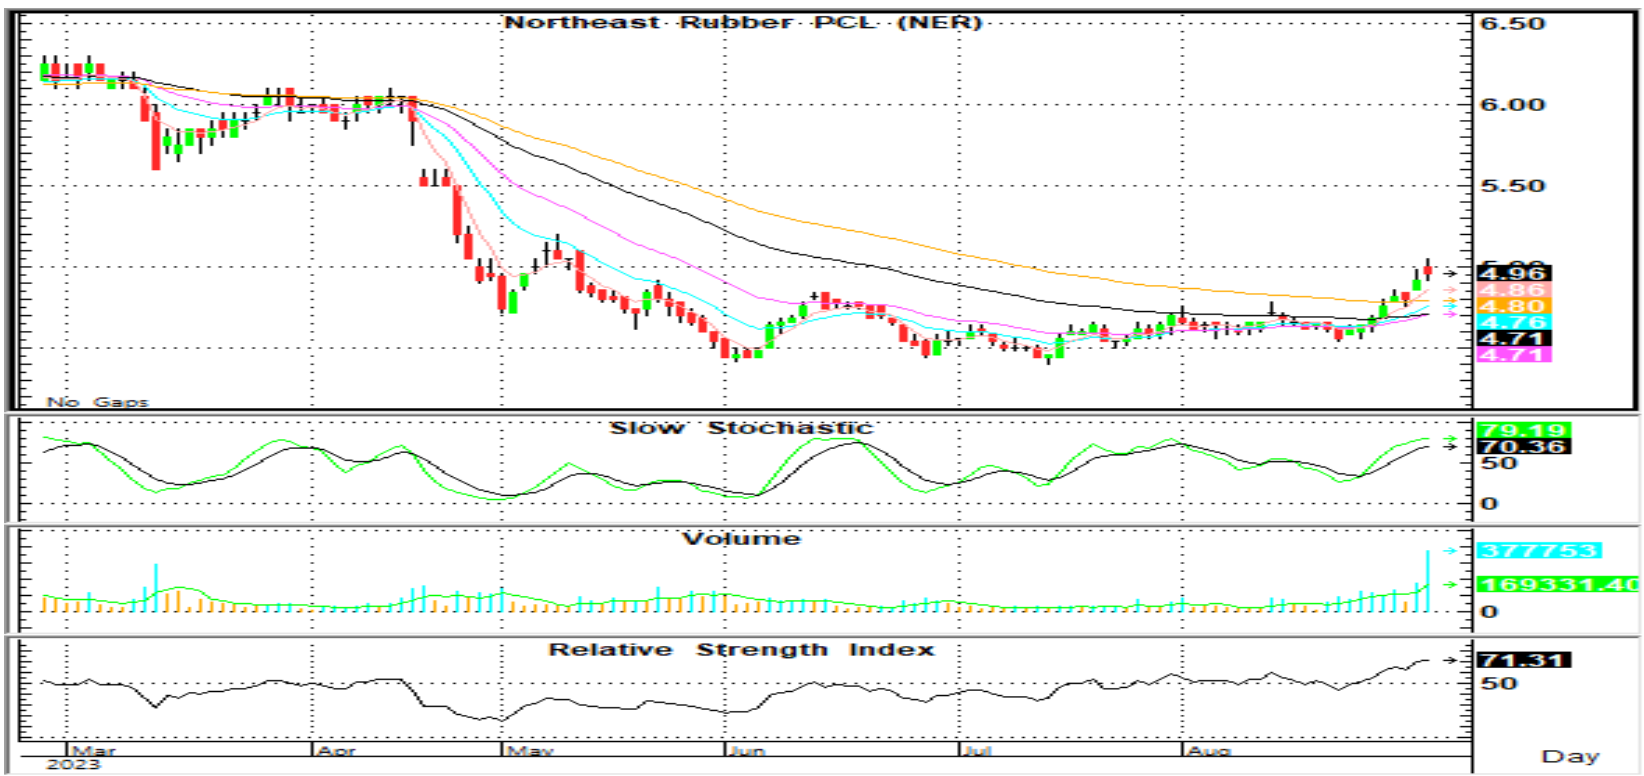 Northeast Rubber PCL (NER)
6.50
6.00
5.50
4.96
4.86
4.80
4.76
4.71
4.71
No Gaps
Slow Stochastic
79.19
70.36
50
0
Volume
377753
169331.40
0
Relative Strength Index
71.31
50
Mar Apr May Jun Jul Aug
2023
Day